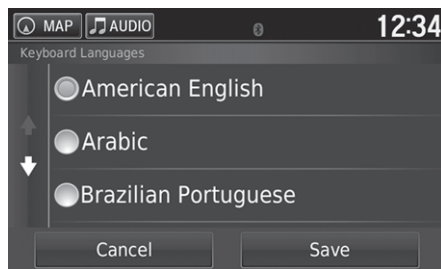 MAP AUDIO 12:34
Keyboard Languages
American English
Arabic
Brazilian Portuguese
Cancel Save